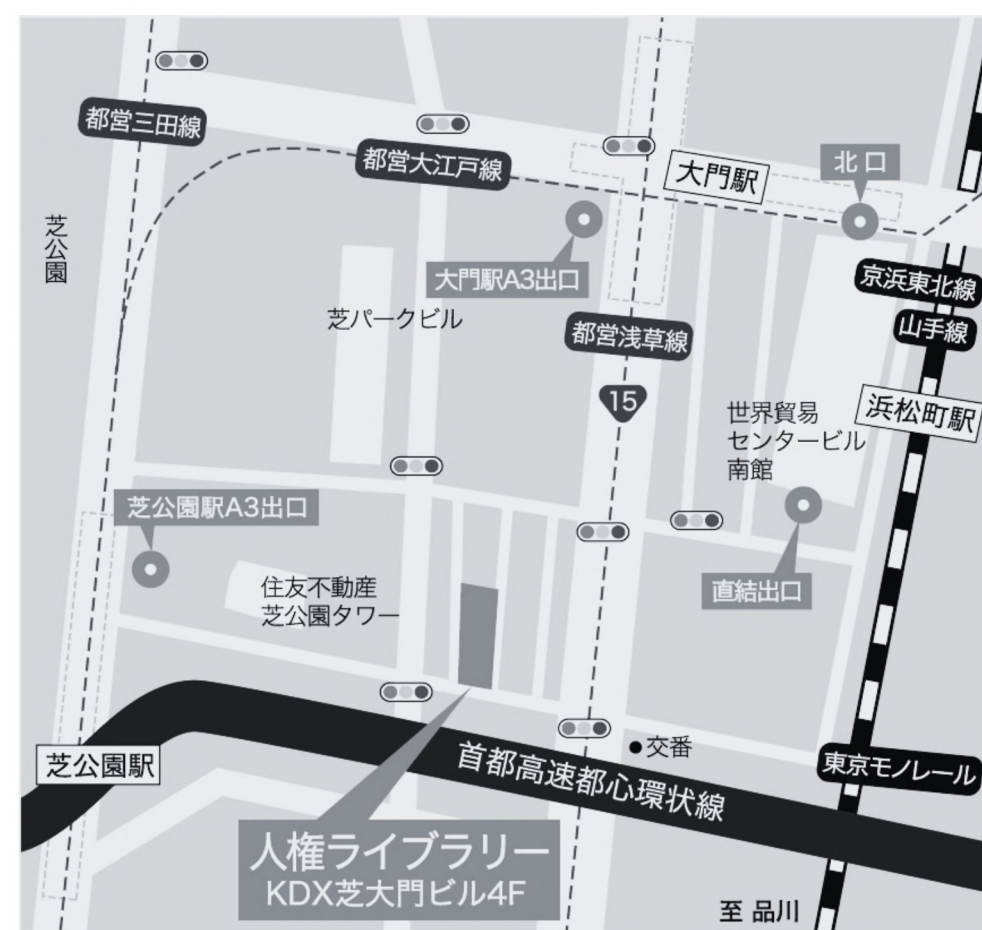 都営三田線
都営大江戸線
大門駅
北口
芝公園
大門駅A3出口
京浜東北線
山手線
芝パークビル
都営浅草線
15
浜松町駅
世界貿易
センタービル
南館
芝公園駅A3出口
住友不動産
芝公園タワー
直結出口
交番
芝公園駅
首都高速都心環状線
東京モノレール
人権ライブラリー
KDX芝大門ビル4F
至 品川